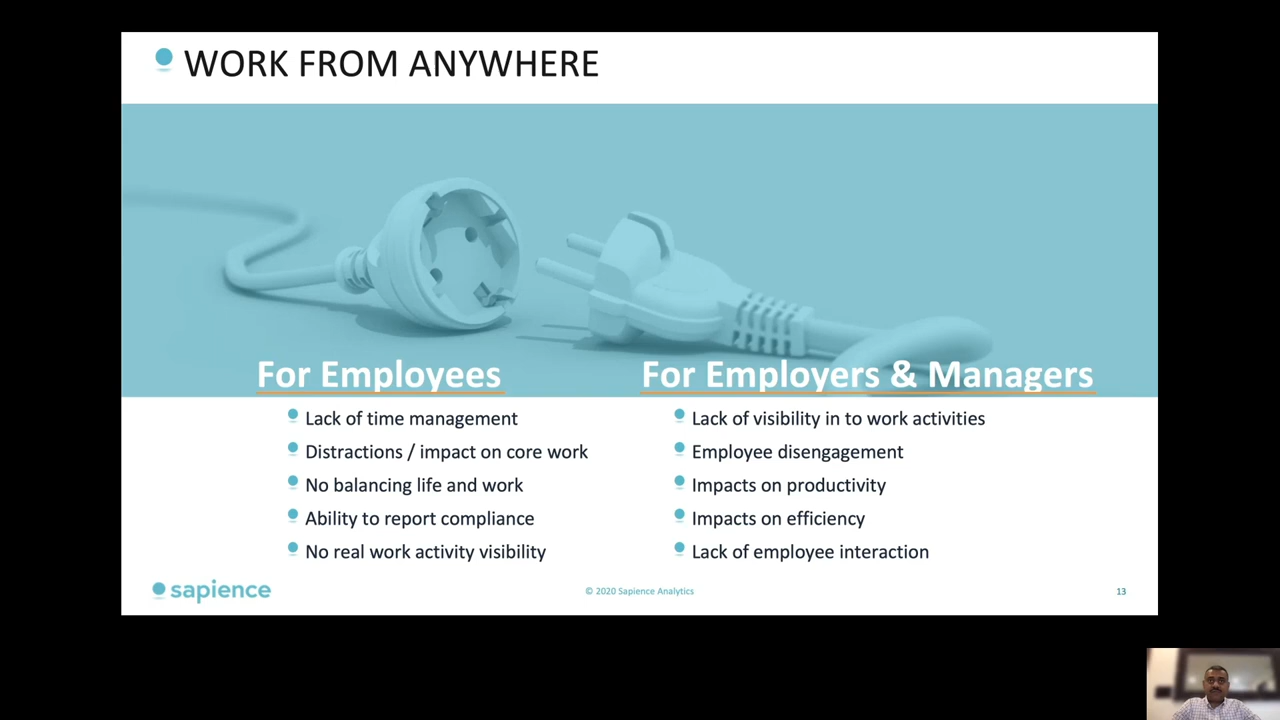 WORK FROM ANYWHERE
For Employees
Lack of time management
Distractions / impact on core work
No balancing life and work
Ability to report compliance
No real work activity visibility
For Employers & Managers
Lack of visibility in to work activities
Employee disengagement
Impacts on productivity
Impacts on efficiency
Lack of employee interaction
sapience
© 2020 Sapience Analytics
13